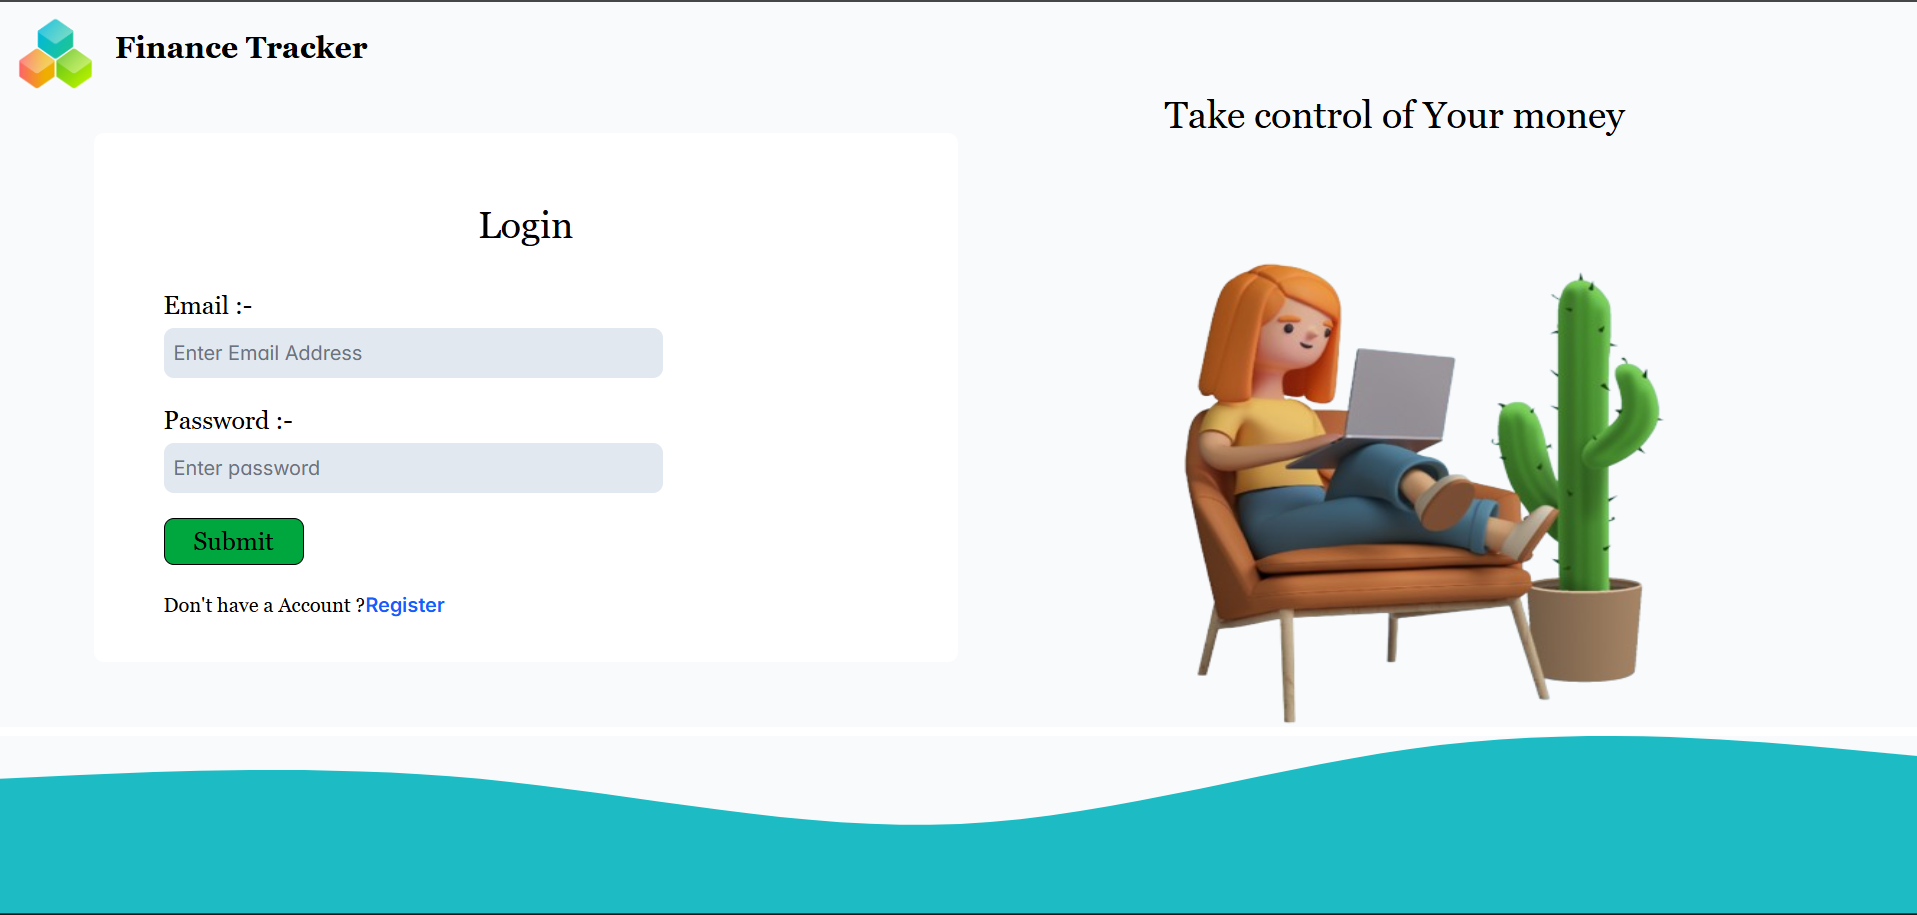 Finance Tracker
Take control of Your money
Login
Email :-
Enter Email Address
Password :-
Enter password
Submit
Don't have a Account ?Register